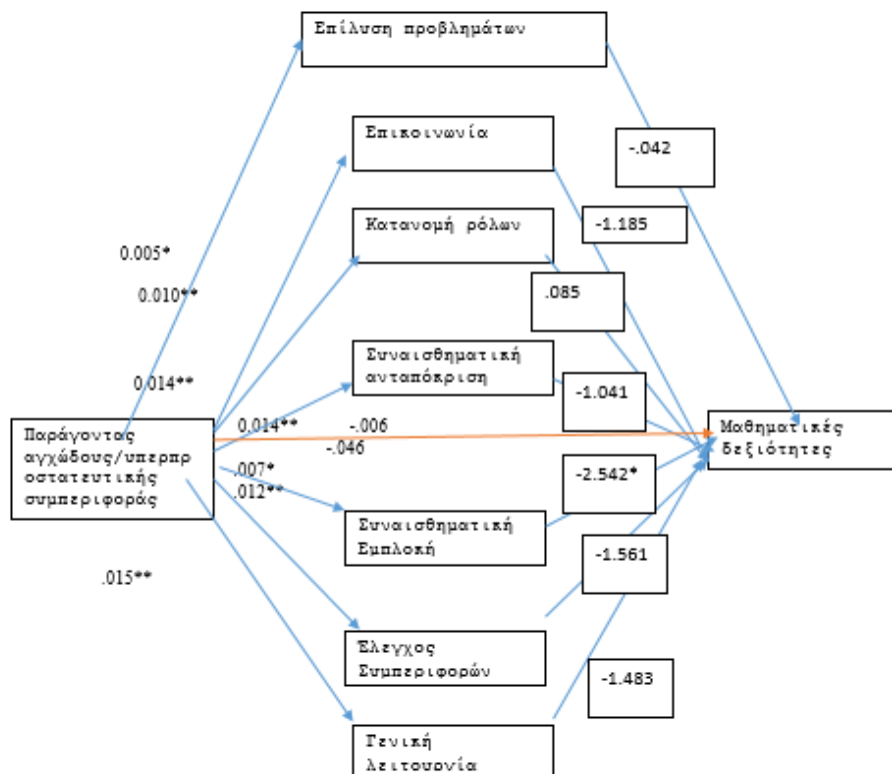 Επίλυση προβλημάτων
-.042
Επικοινωνία
-1.185
Κατανομή ρόλων
0.005*
0.010**
.085
Συναισθηματική
ανταπόκριση
0.014**
-1.041
0.014**
-.006
-.046
Παράγοντας
αγχώδους/υπερπρ
οστατευτικής
συμπεριφοράς
Μαθηματικές
δεξιότητες
.007*
.012**
-2.542*
Συναισθηματική
Εμπλοκή
-1.561
.015**
Έλεγχος
Συμπεριφορών
-1.483
Γενική
λειτουργία